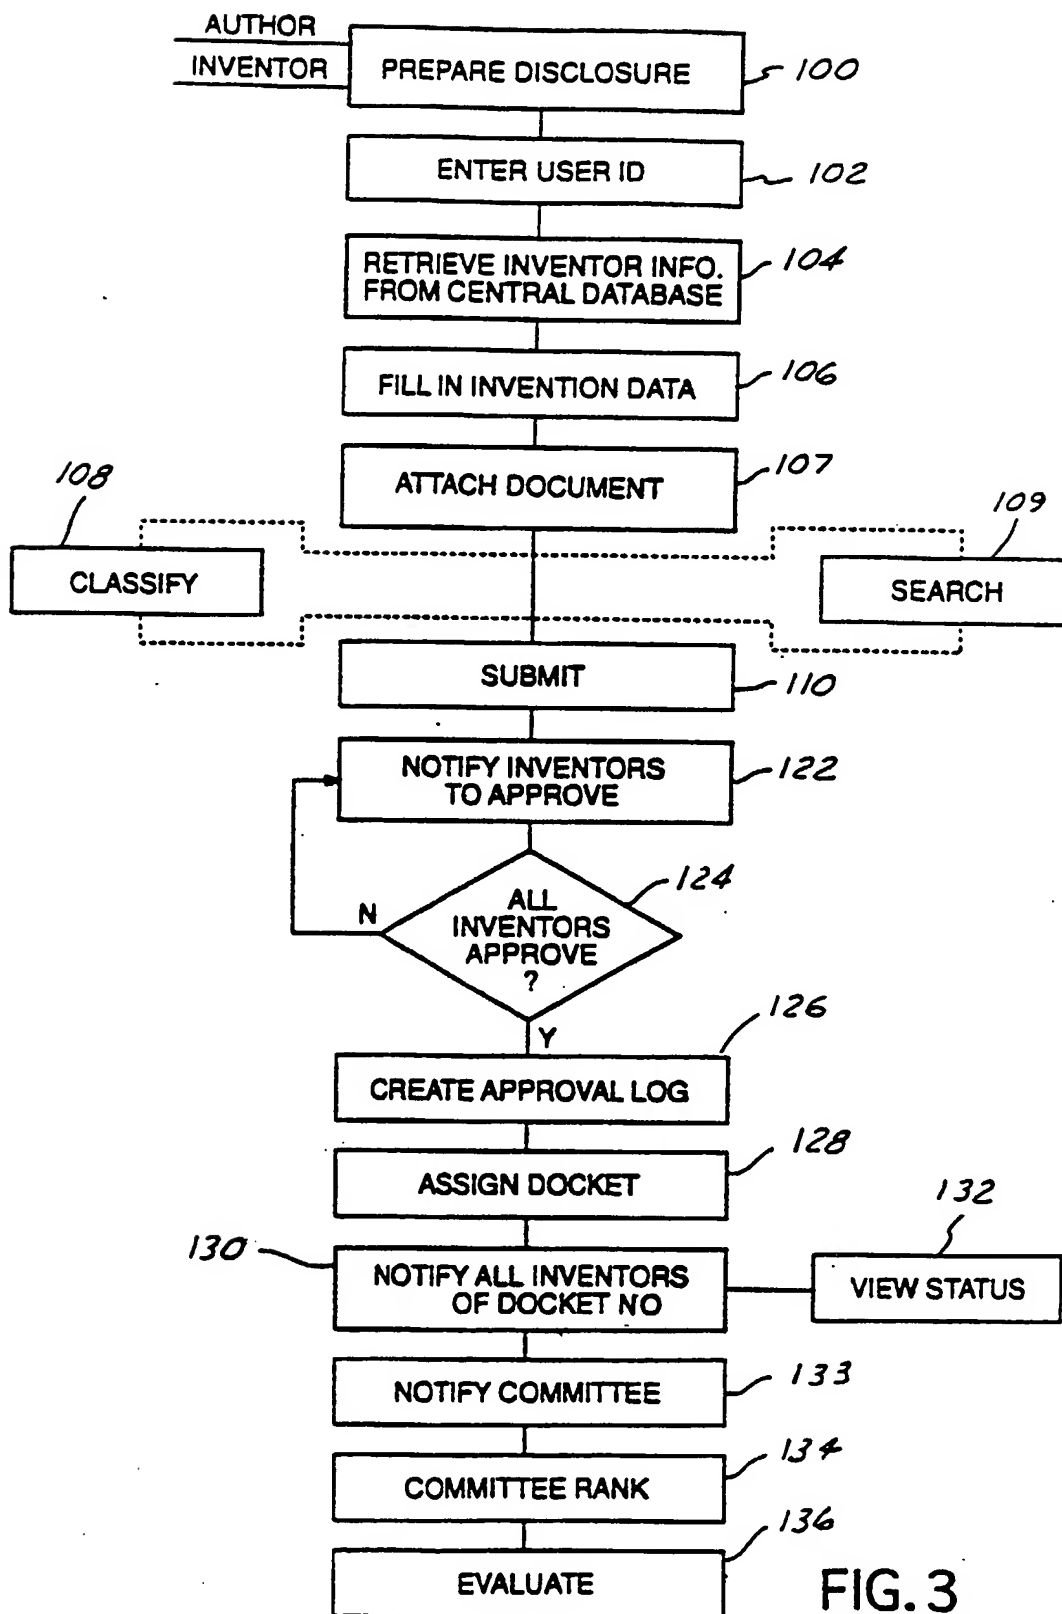 AUTHOR
INVENTOR
PREPARE DISCLOSURE
100
ENTER USER ID
102
RETRIEVE INVENTOR INFO.
FROM CENTRAL DATABASE
104
FILL IN INVENTION DATA
106
ATTACH DOCUMENT
107
108
CLASSIFY
109
SEARCH
SUBMIT
110
NOTIFY INVENTORS
TO APPROVE
122
ALL
INVENTORS
APPROVE
?
124
N
Y
126
CREATE APPROVAL LOG
128
ASSIGN DOCKET
130
NOTIFY ALL INVENTORS
OF DOCKET NO
132
VIEW STATUS
NOTIFY COMMITTEE
133
COMMITTEE RANK
134
EVALUATE
136
FIG. 3